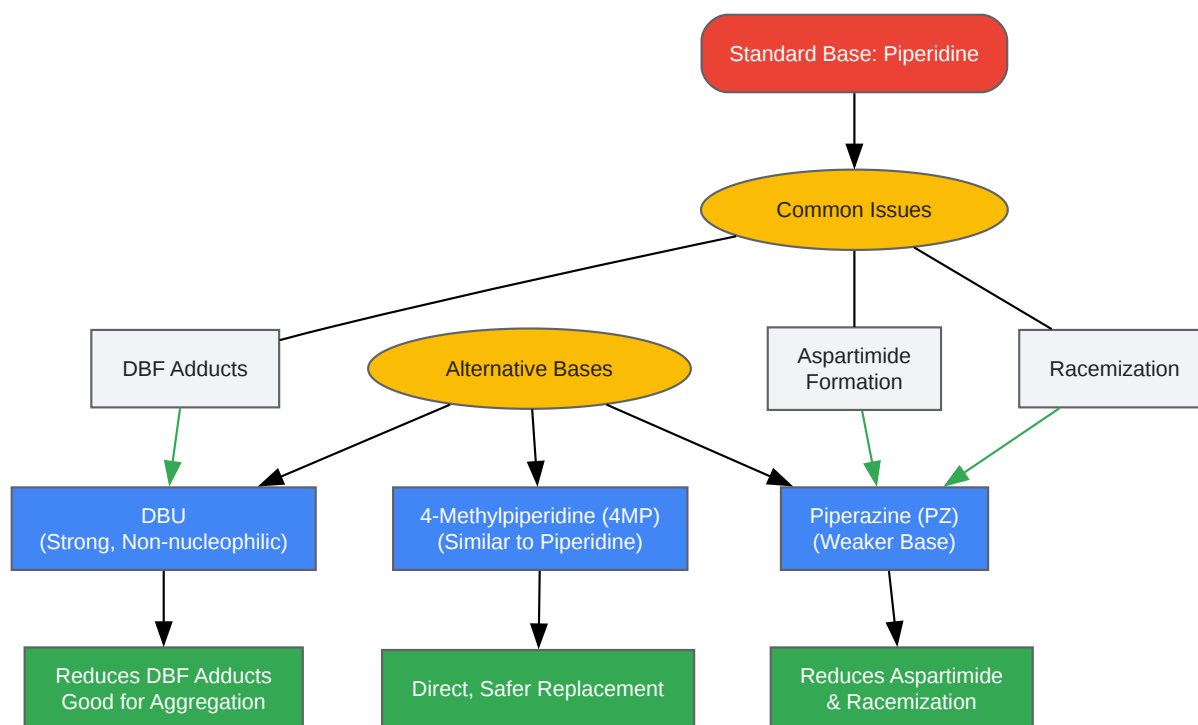 Standard Base: Piperidine
Common Issues
DBF Adducts
Alternative Bases
Aspartimide
Formation
Racemization
DBU
(Strong, Non-nucleophilic)
4-Methylpiperidine (4MP)
(Similar to Piperidine)
Piperazine (PZ)
(Weaker Base)
Reduces DBF Adducts
Good for Aggregation
Direct, Safer Replacement
Reduces Aspartimide
& Racemization